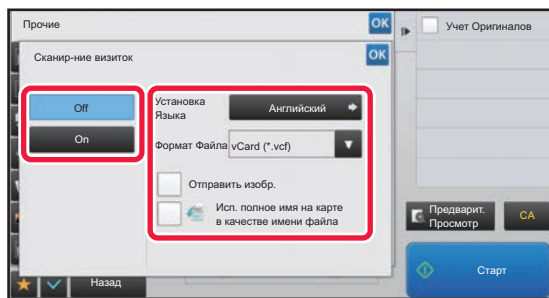 Прочие
OK
Учет Оригиналов
Сканир-ние визиток
OK
Off
On
Установка
Языка
Английский
Формат Файла
vCard (*.vcf)
Отправить изобр.
Исп. полное имя на карте
в качестве имени файла
Предварит.
Просмотр
CA
Назад
Старт